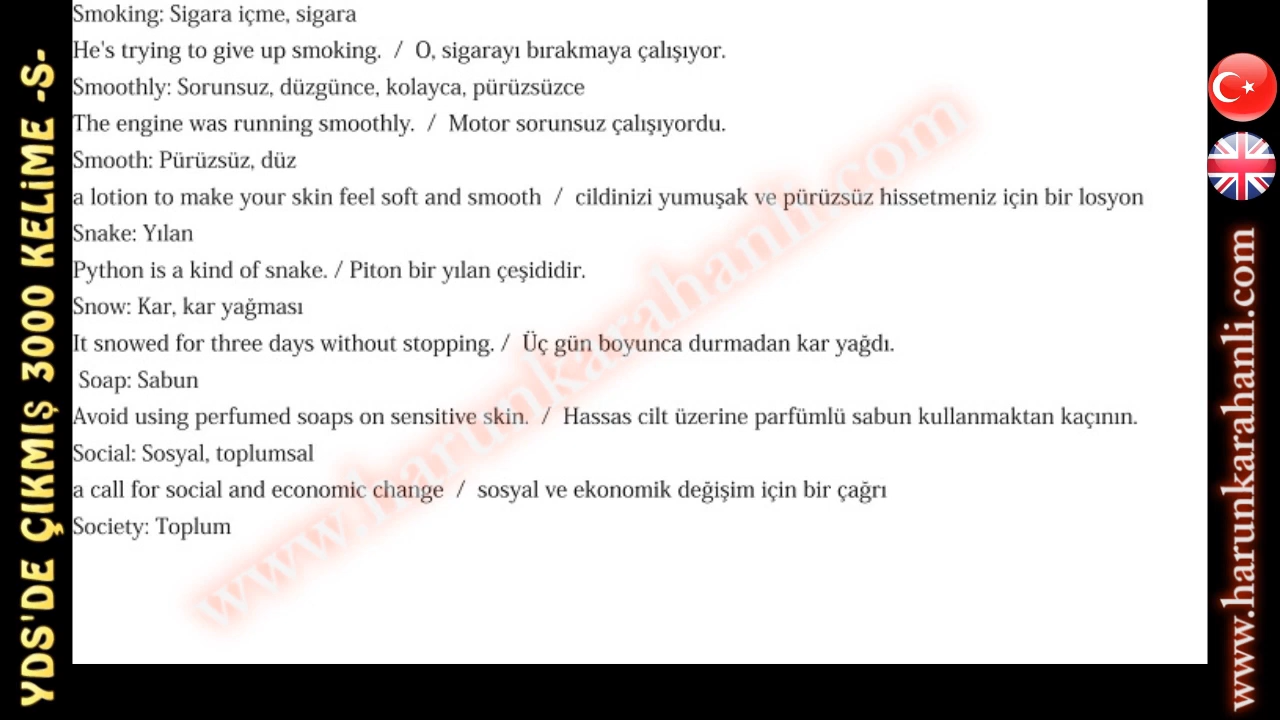 YDS'DE ÇIKMIŞ 3000 KELİME -S-
Smoking: Sigara içme, sigara
He's trying to give up smoking. / O, sigarayı bırakmaya çalışıyor.
Smoothly: Sorunsuz, düzgünce, kolayca, pürüzsüzce
The engine was running smoothly. / Motor sorunsuz çalışıyordu.
Smooth: Pürüzsüz, düz
a lotion to make your skin feel soft and smooth / cildinizi yumuşak ve pürüzsüz hissetmeniz için bir losyon
Snake: Yılan
Python is a kind of snake. / Piton bir yılan çeşididir.
Snow: Kar, kar yağması
It snowed for three days without stopping. / Üç gün boyunca durmadan kar yağdı.
Soap: Sabun
Avoid using perfumed soaps on sensitive skin. / Hassas cilt üzerine parfümlü sabun kullanmaktan kaçının.
Social: Sosyal, toplumsal
a call for social and economic change / sosyal ve ekonomik değişim için bir çağrı
Society: Toplum
www.harunkarahanli.com
www.harunkarahanli.com